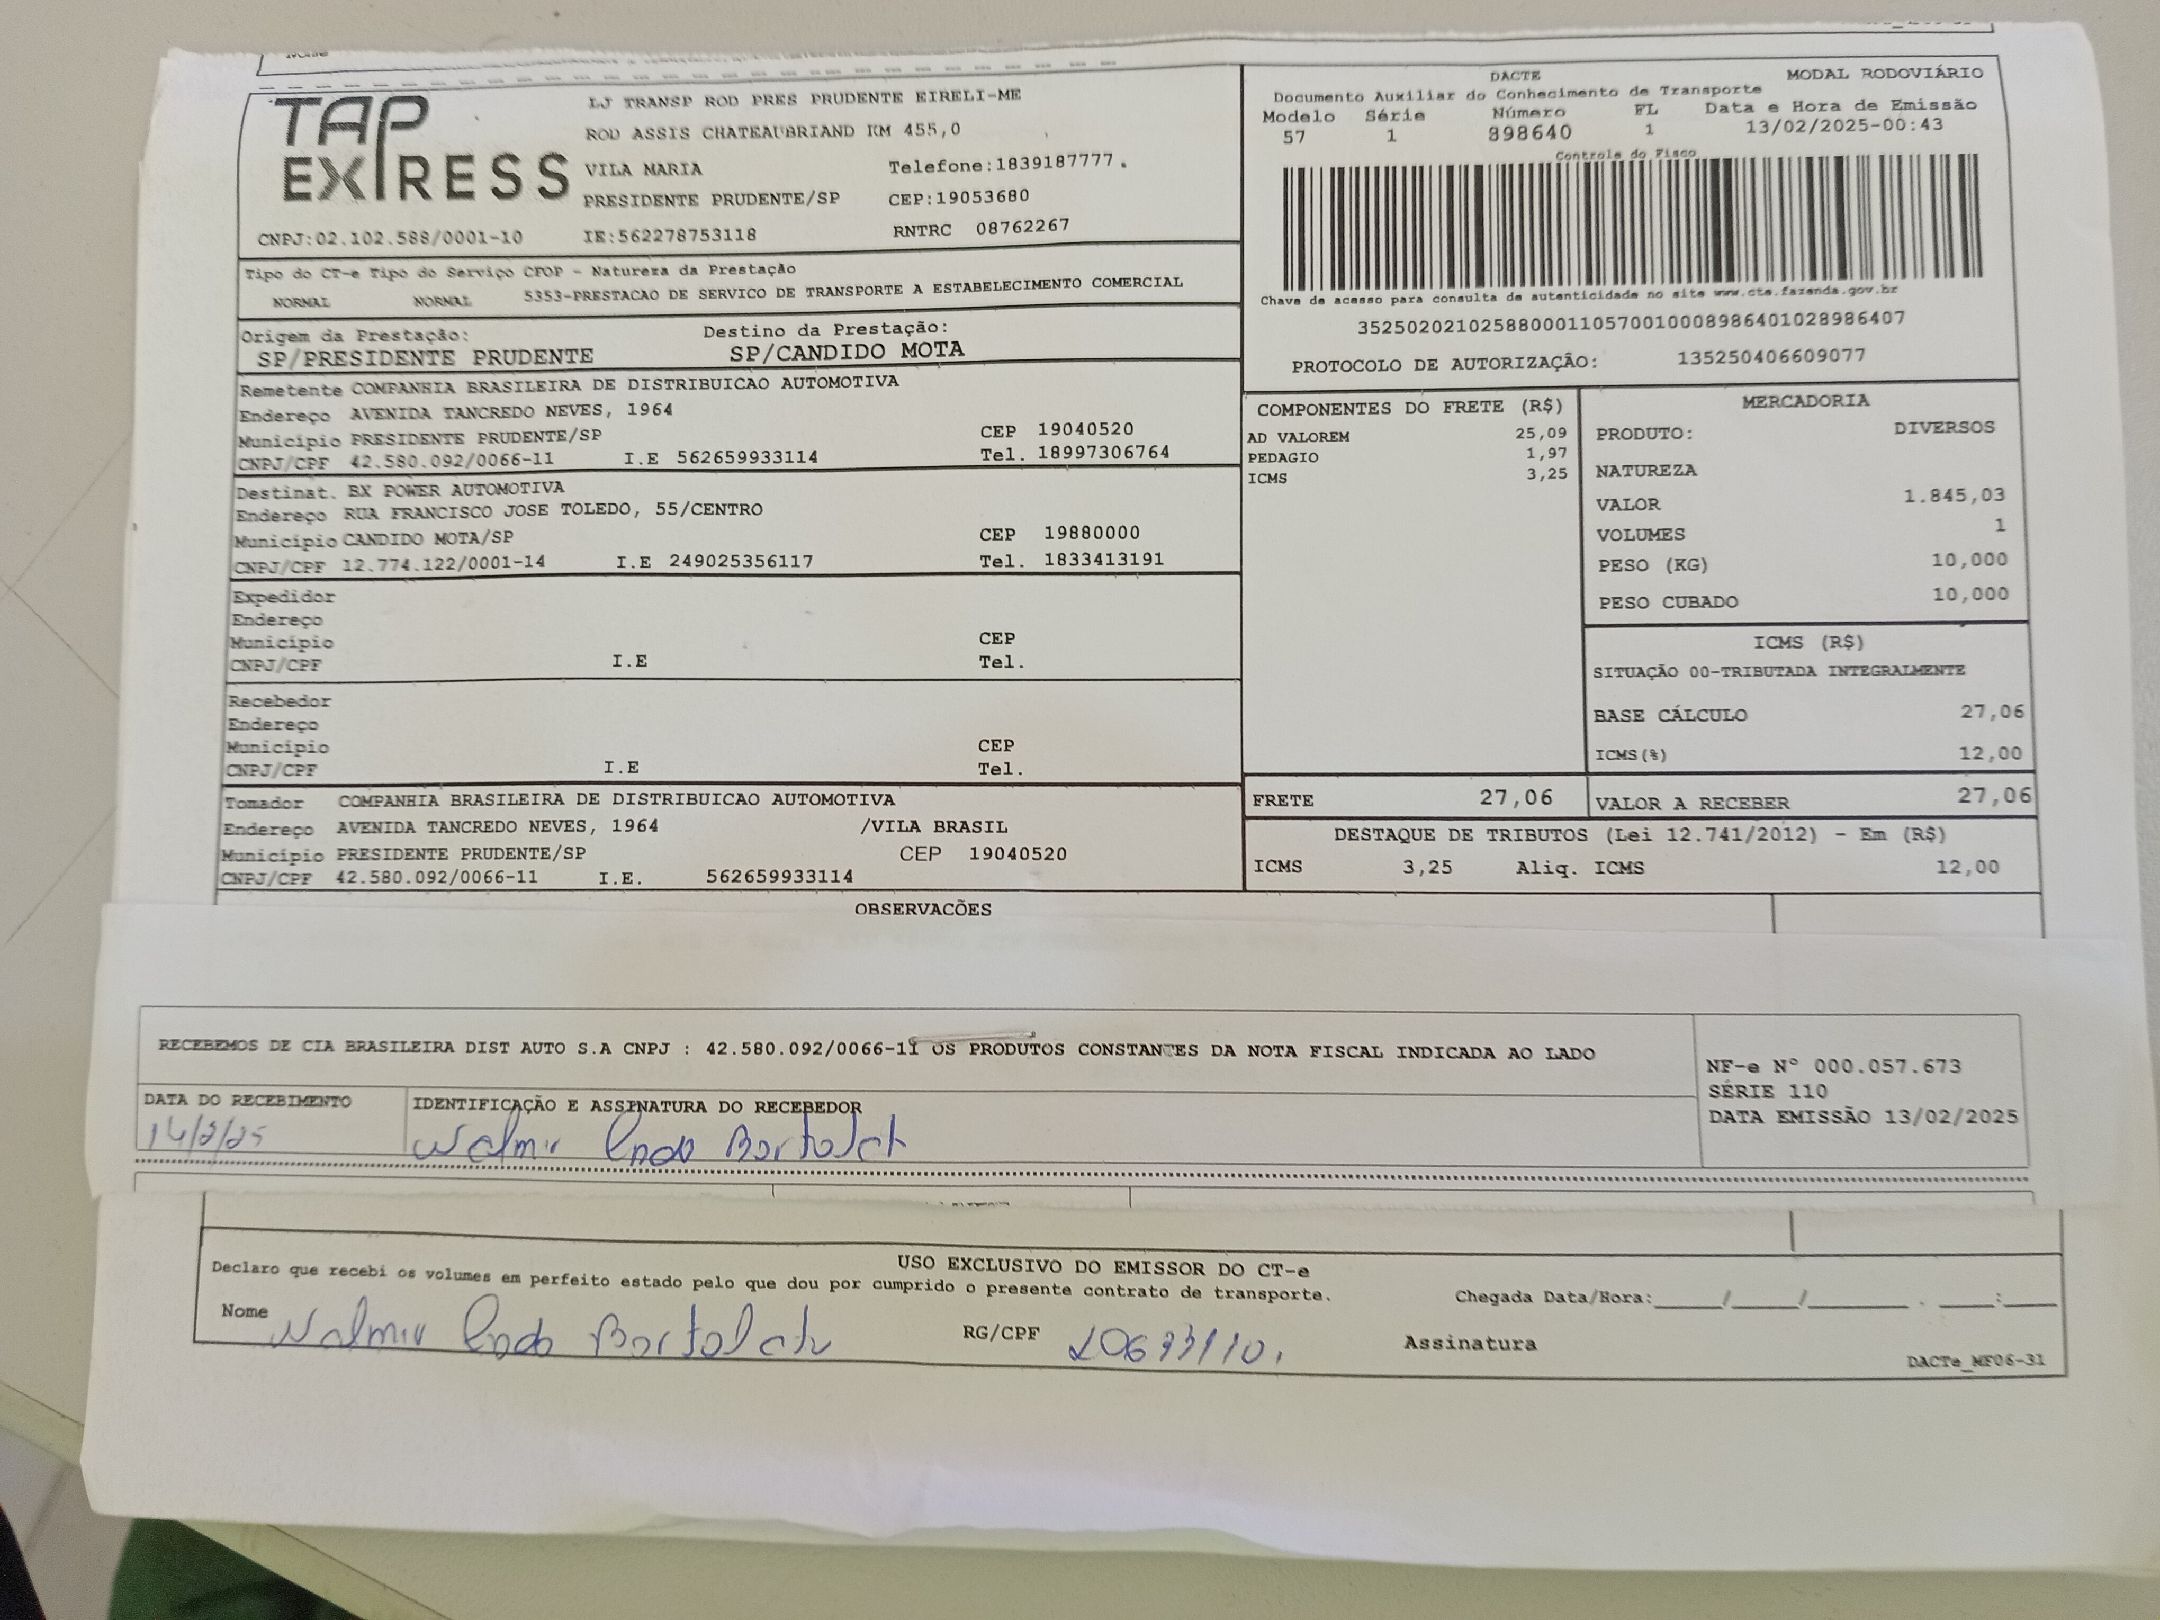 TAP EXPRESS
LJ TRANSP ROD PRES PRUDENTE EIRELI-ME
ROD ASSIS CHATEAUBRIAND KM 455,0
VILA MARIA Telefone:1839187777.
PRESIDENTE PRUDENTE/SP CEP:19053680
CNPJ:02.102.588/0001-10 IE:562278753118 RNTRC 08762267
DACTE MODAL RODOVIÁRIO
Documento Auxiliar do Conhecimento de Transporte
Modelo Série Número FL Data e Hora de Emissão
57 1 898640 1 13/02/2025-00:43
Controle do Fisco
Chave de acesso para consulta de autenticidade no site www.cte.fazenda.gov.br
35250202102588000110570010008986401028986407
PROTOCOLO DE AUTORIZAÇÃO: 135250406609077
Tipo do CT-e Tipo do Serviço CFOP - Natureza da Prestação
NORMAL NORMAL 5353-PRESTACAO DE SERVICO DE TRANSPORTE A ESTABELECIMENTO COMERCIAL
Origem da Prestação: Destino da Prestação:
SP/PRESIDENTE PRUDENTE SP/CANDIDO MOTA
Remetente COMPANHIA BRASILEIRA DE DISTRIBUICAO AUTOMOTIVA
Endereço AVENIDA TANCREDO NEVES, 1964
Município PRESIDENTE PRUDENTE/SP CEP 19040520
CNPJ/CPF 42.580.092/0066-11 I.E 562659933114 Tel. 18997306764
Destinat. BX POWER AUTOMOTIVA
Endereço RUA FRANCISCO JOSE TOLEDO, 55/CENTRO
Município CANDIDO MOTA/SP CEP 19880000
CNPJ/CPF 12.774.122/0001-14 I.E 249025356117 Tel. 1833413191
Expedidor
Endereço
Município CEP
CNPJ/CPF I.E Tel.
Recebedor
Endereço
Município CEP
CNPJ/CPF I.E Tel.
Tomador COMPANHIA BRASILEIRA DE DISTRIBUICAO AUTOMOTIVA
Endereço AVENIDA TANCREDO NEVES, 1964 /VILA BRASIL
Município PRESIDENTE PRUDENTE/SP CEP 19040520
CNPJ/CPF 42.580.092/0066-11 I.E. 562659933114
COMPONENTES DO FRETE (R$)
AD VALOREM 25,09
PEDAGIO 1,97
ICMS 3,25
MERCADORIA
PRODUTO: DIVERSOS
NATUREZA
VALOR 1.845,03
VOLUMES 1
PESO (KG) 10,000
PESO CUBADO 10,000
ICMS (R$)
SITUAÇÃO 00-TRIBUTADA INTEGRALMENTE
BASE CÁLCULO 27,06
ICMS(%) 12,00
FRETE 27,06 VALOR A RECEBER 27,06
DESTAQUE DE TRIBUTOS (Lei 12.741/2012) - Em (R$)
ICMS 3,25 Aliq. ICMS 12,00
OBSERVAÇÕES
RECEBEMOS DE CIA BRASILEIRA DIST AUTO S.A CNPJ : 42.580.092/0066-11 OS PRODUTOS CONSTANTES DA NOTA FISCAL INDICADA AO LADO
NF-e Nº 000.057.673
SÉRIE 110
DATA EMISSÃO 13/02/2025
DATA DO RECEBIMENTO IDENTIFICAÇÃO E ASSINATURA DO RECEBEDOR
14/2/25 Walmir Bortolat
USO EXCLUSIVO DO EMISSOR DO CT-e
Declaro que recebi os volumes em perfeito estado pelo que dou por cumprido o presente contrato de transporte.
Chegada Data/Hora:____/____/____ . ___:___
Nome Walmir RG/CPF Assinatura
DACTe_MF06-31